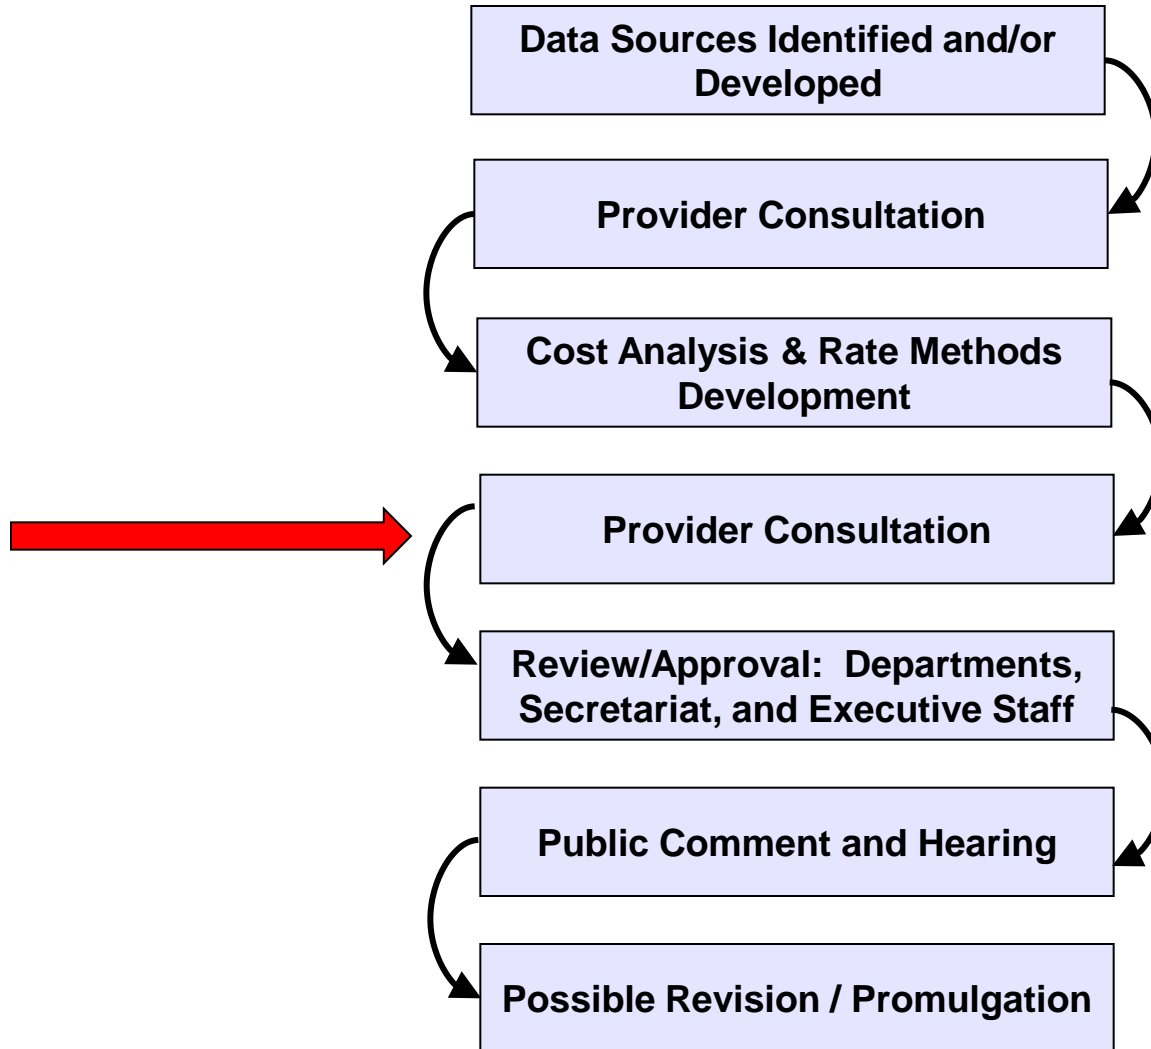 Data Sources Identified and/or
Developed
Provider Consultation
Cost Analysis & Rate Methods
Development
Provider Consultation
Review/Approval:  Departments,
Secretariat, and Executive Staff
Public Comment and Hearing
Possible Revision / Promulgation